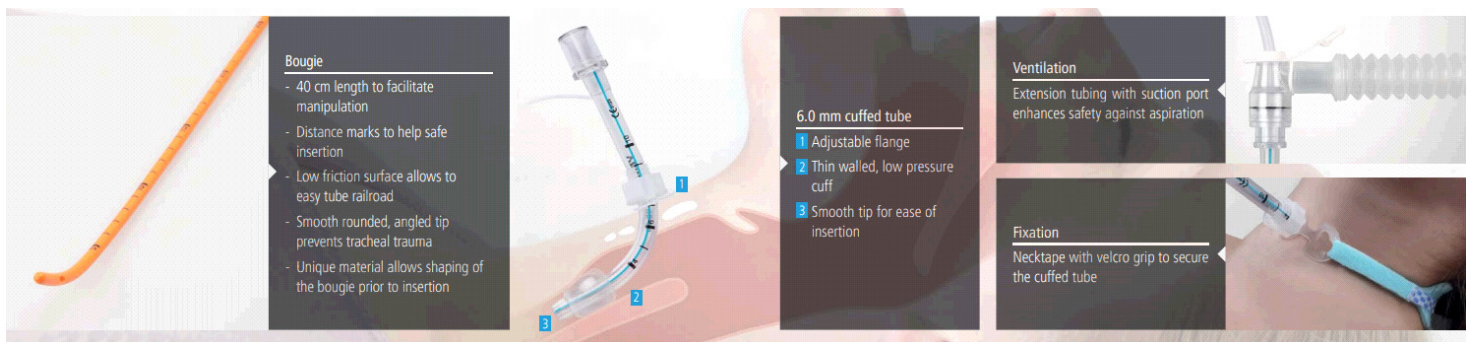 Bougie
- 40 cm length to facilitate
manipulation
- Distance marks to help safe
insertion
- Low friction surface allows to
easy tube railroad
- Smooth rounded, angled tip
prevents tracheal trauma
- Unique material allows shaping of
the bougie prior to insertion
1
2
3
6.0 mm cuffed tube
1 Adjustable flange
2 Thin walled, low pressure
cuff
3 Smooth tip for ease of
insertion
Ventilation
Extension tubing with suction port
enhances safety against aspiration
Fixation
Necktape with velcro grip to secure
the cuffed tube